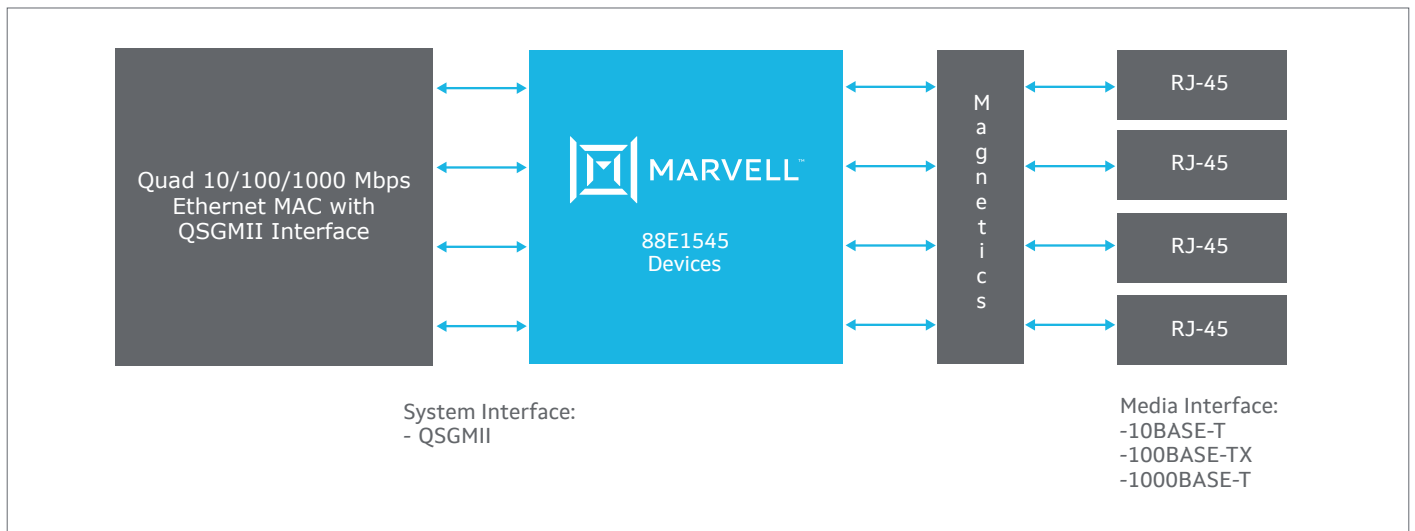 Quad 10/100/1000 Mbps
Ethernet MAC with
QSGMII Interface
MARVELL™
88E1545
Devices
Magnetics
RJ-45
RJ-45
RJ-45
RJ-45
System Interface:
- QSGMII
Media Interface:
-10BASE-T
-100BASE-TX
-1000BASE-T